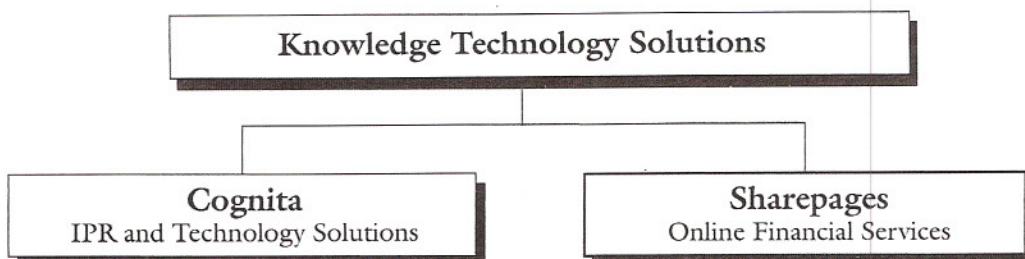 Knowledge Technology Solutions
Cognita
IPR and Technology Solutions
Sharepages
Online Financial Services